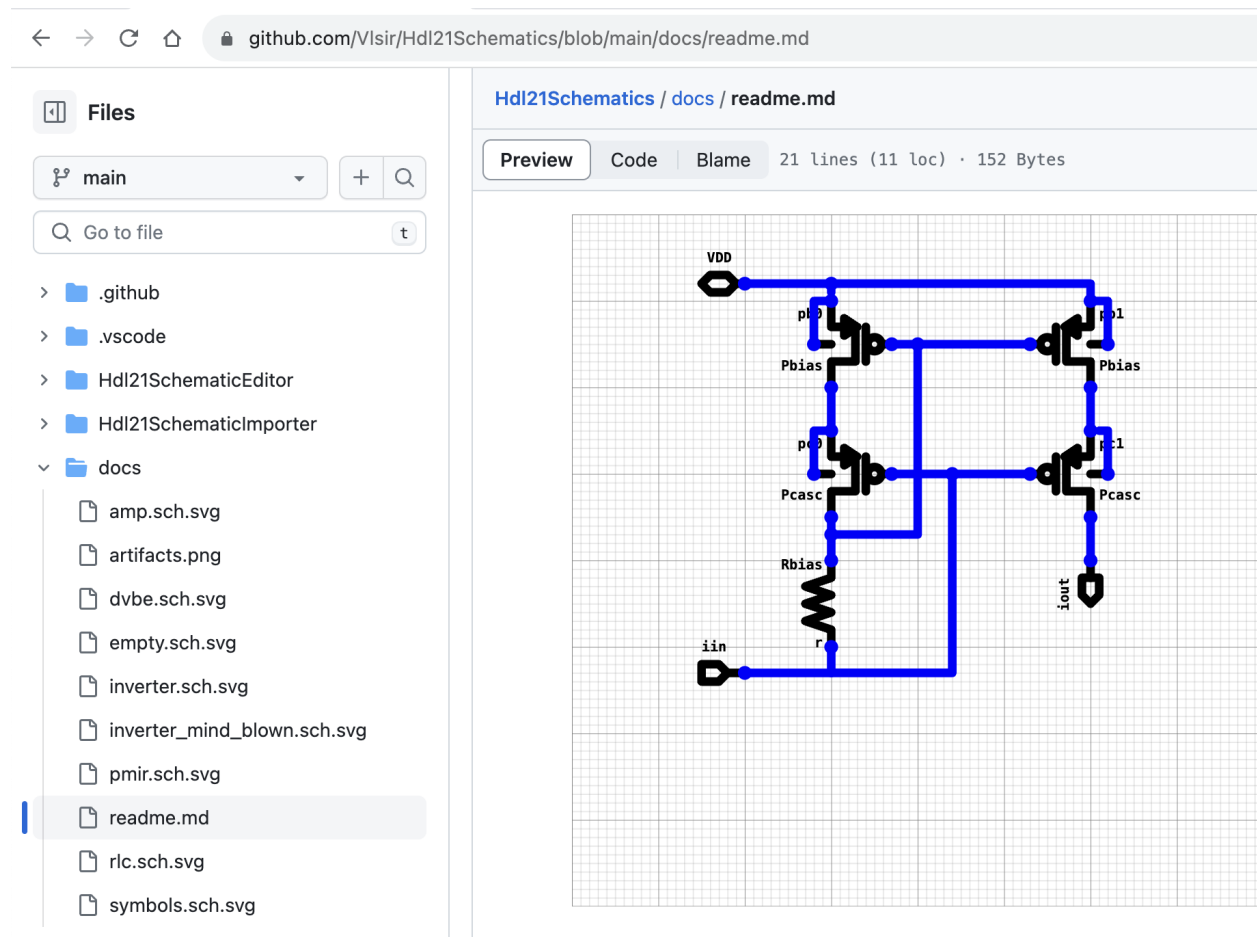 github.com/Vlsir/Hdl21Schematics/blob/main/docs/readme.md
Files
main
Go to file
t
.github
.vscode
Hdl21SchematicEditor
Hdl21SchematicImporter
docs
amp.sch.svg
artifacts.png
dvbe.sch.svg
empty.sch.svg
inverter.sch.svg
inverter_mind_blown.sch.svg
pmir.sch.svg
readme.md
rlc.sch.svg
symbols.sch.svg
Hdl21Schematics / docs / readme.md
Preview Code Blame 21 lines (11 loc) · 152 Bytes
VDD
pb0 pb1
Pbias Pbias
pc0 pc1
Pcasc Pcasc
Rbias
iout
r
iin